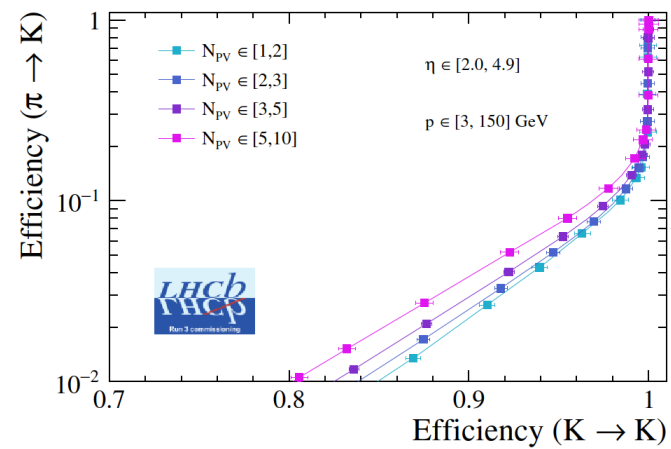 1
10⁻¹
10⁻²
0.7
0.8
0.9
1
Efficiency (K → K)
Efficiency (π → K)
N_PV ∈ [1,2]
N_PV ∈ [2,3]
N_PV ∈ [3,5]
N_PV ∈ [5,10]
η ∈ [2.0, 4.9]
p ∈ [3, 150] GeV
LHCb
LHCb
Run 3 commissioning